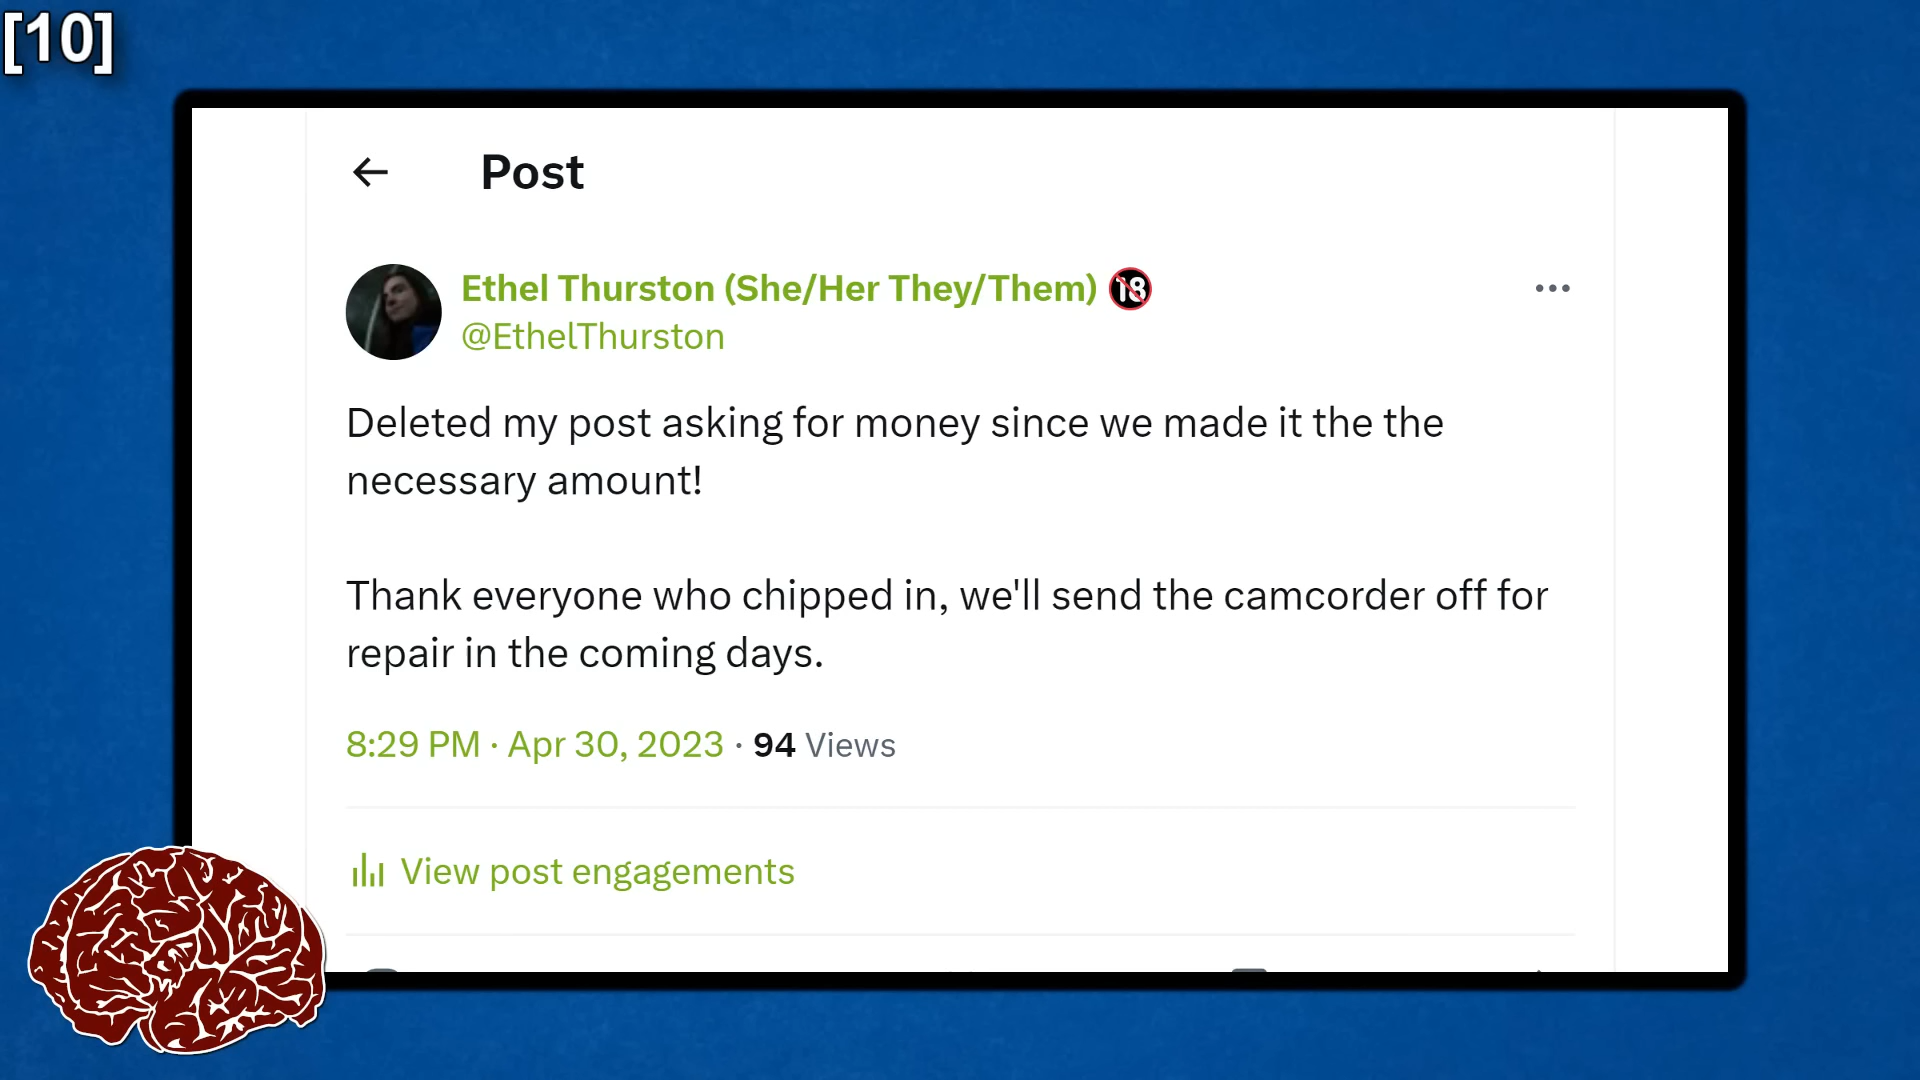 [10]
Post
Ethel Thurston (She/Her They/Them) 🔞
@EthelThurston
Deleted my post asking for money since we made it the the
necessary amount!
Thank everyone who chipped in, we'll send the camcorder off for
repair in the coming days.
8:29 PM · Apr 30, 2023 · 94 Views
View post engagements